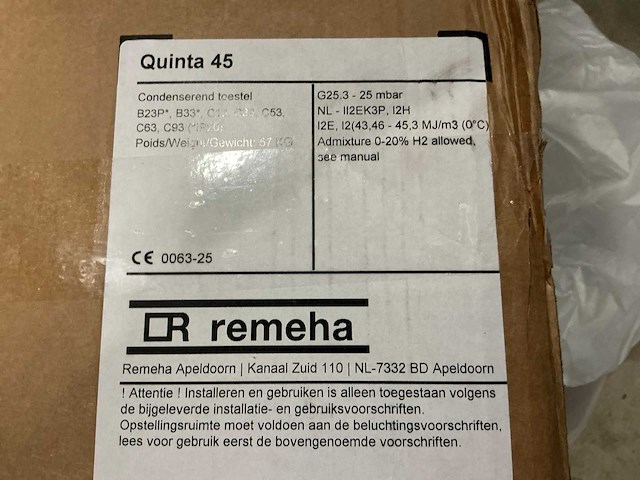 Quinta 45
Condenserend toestel
B23P*, B33*, C53,
C63, C93
Poids/Weight/Gewicht: 57 KG
G25.3 - 25 mbar
NL - II2EK3P, I2H
I2E, I2(43,46 - 45,3 MJ/m3 (0°C)
Admixture 0-20% H2 allowed,
see manual
CE 0063-25
remeha
Remeha Apeldoorn | Kanaal Zuid 110 | NL-7332 BD Apeldoorn
! Attentie ! Installeren en gebruiken is alleen toegestaan volgens
de bijgeleverde installatie- en gebruiksvoorschriften.
Opstellingsruimte moet voldoen aan de beluchtingsvoorschriften,
lees voor gebruik eerst de bovengenoemde voorschriften.